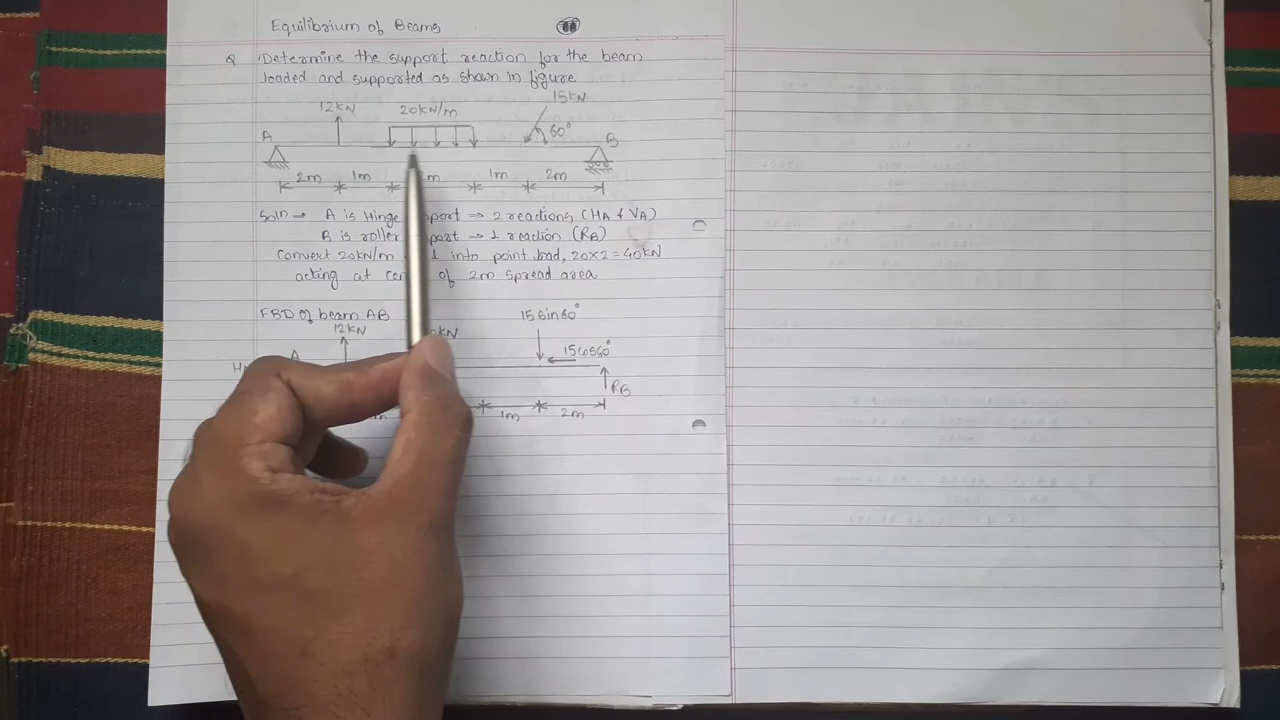 Equilibrium of Beams
Q Determine the support reaction for the beam
loaded and supported as shown in figure
12kN 20kN/m 15kN
A 60° B
2m 1m 1m 2m
Soln → A is Hinge → 2 reactions (HA & VA)
B is roller → 1 reaction (RB)
Convert 20kN/m into point load, 20×2=40kN
acting at of 2m spread area
FBD of beam AB 15sin60°
12kN
A 15cos60°
RB
1m 2m